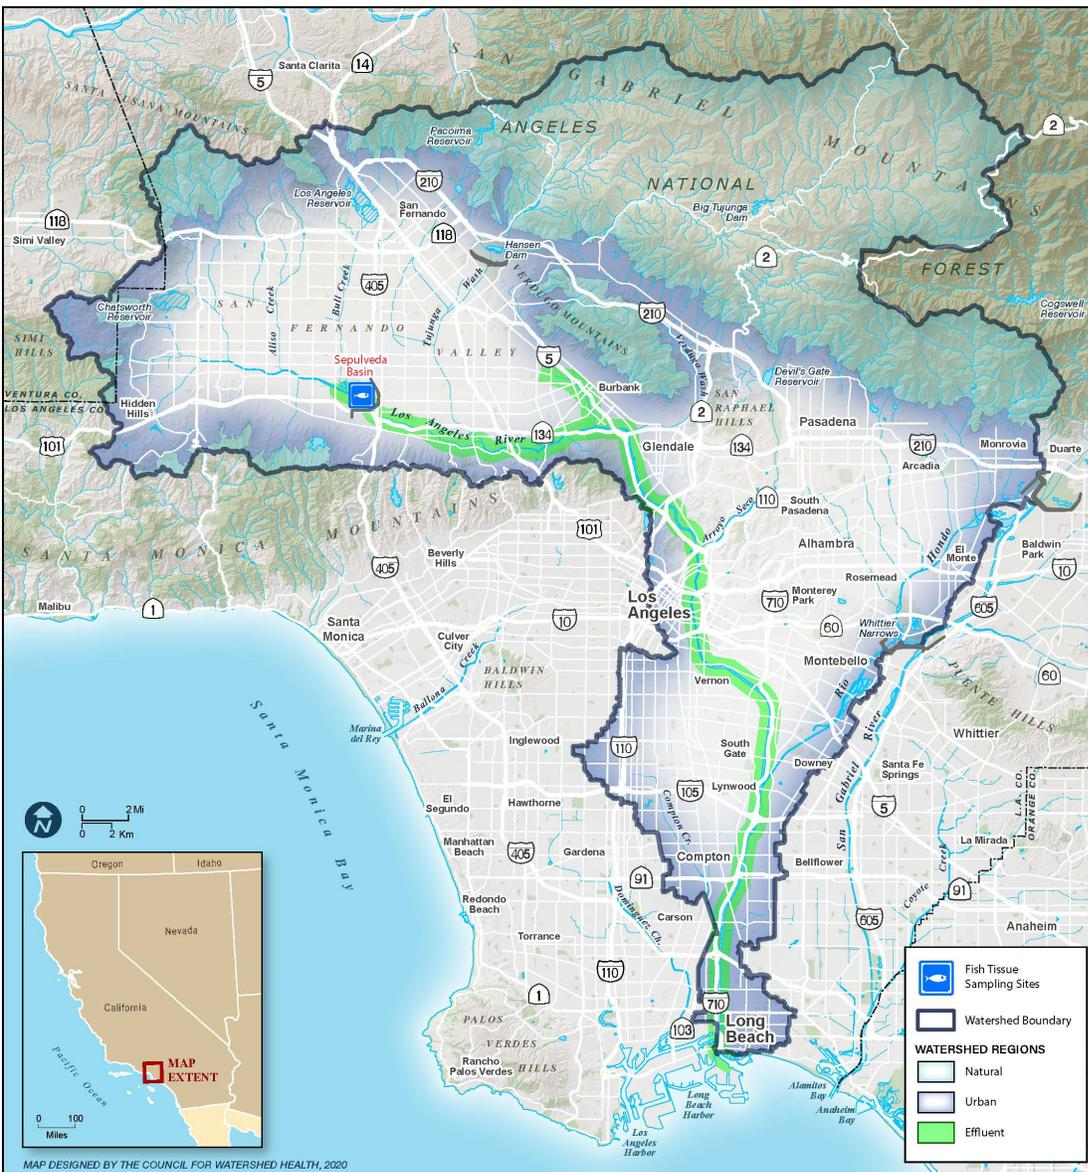 Santa Clarita
14
5
SANTA SUSANA MOUNTAINS
SAN GABRIEL MOUNTAINS
ANGELES
NATIONAL
FOREST
2
Pacoima
Reservoir
Los Angeles
Reservoir
210
San
Fernando
118
118
Simi Valley
Hansen
Dam
Big Tujunga
Dam
2
Cogswell
Reservoir
Chatsworth
Reservoir
SAN
FERNANDO
VALLEY
Aliso Creek
Bull Creek
405
Tujunga Wash
VERDUGO MOUNTAINS
210
Verdugo Wash
SIMI
HILLS
VENTURA CO.
LOS ANGELES CO.
Sepulveda
Basin
5
Burbank
Devil's Gate
Reservoir
Hidden
Hills
101
Los Angeles River
134
2
SAN
RAPHAEL
HILLS
Glendale
134
Pasadena
210
Monrovia
Duarte
Arcadia
110
South
Pasadena
Arroyo Seco
SANTA MONICA MOUNTAINS
101
Beverly
Hills
405
Alhambra
Hondo
El
Monte
Baldwin
Park
10
Rosemead
605
Malibu
1
Santa
Monica
Los
Angeles
710
Monterey
Park
60
Whittier
Narrows
10
Culver
City
Ballona Creek
BALDWIN
HILLS
Montebello
60
PUENTE HILLS
Vernon
Rio
Marina
del Rey
Inglewood
110
South
Gate
Whittier
Downey
Santa Fe
Springs
San Gabriel River
Santa Monica Bay
El
Segundo
Hawthorne
105
Lynwood
5
L.A. CO.
ORANGE CO.
Compton Cr.
Manhattan
Beach
405
Gardena
Compton
Bellflower
La Mirada
91
Coyote Creek
91
Redondo
Beach
Dominguez Ch.
Carson
605
Anaheim
Torrance
110
1
710
103
Long
Beach
PALOS
VERDES
HILLS
Rancho
Palos Verdes
Long
Beach
Harbor
Los
Angeles
Harbor
Alamitos
Bay
Anaheim
Bay
N
0 2 Mi
0 2 Km
Oregon
Idaho
Nevada
California
Pacific Ocean
MAP
EXTENT
0 100
Miles
Fish Tissue
Sampling Sites
Watershed Boundary
WATERSHED REGIONS
Natural
Urban
Effluent
MAP DESIGNED BY THE COUNCIL FOR WATERSHED HEALTH, 2020